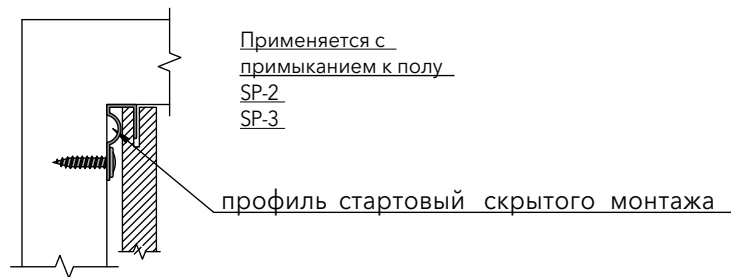 Применяется с
примыканием к полу
SP-2
SP-3
профиль стартовый скрытого монтажа